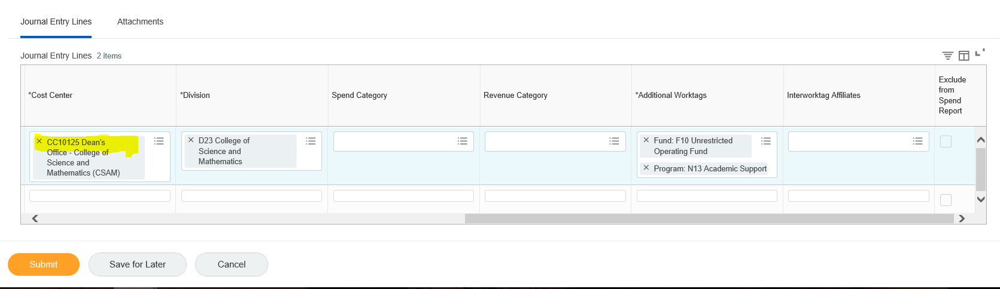 Journal Entry Lines Attachments
Journal Entry Lines 2 items
*Cost Center *Division Spend Category Revenue Category *Additional Worktags Interworktag Affiliates Exclude
from
Spend
Report
CC10125 Dean's
Office - College of
Science and
Mathematics (CSAM)
D23 College of
Science and
Mathematics
Fund: F10 Unrestricted
Operating Fund
Program: N13 Academic Support
Submit Save for Later Cancel